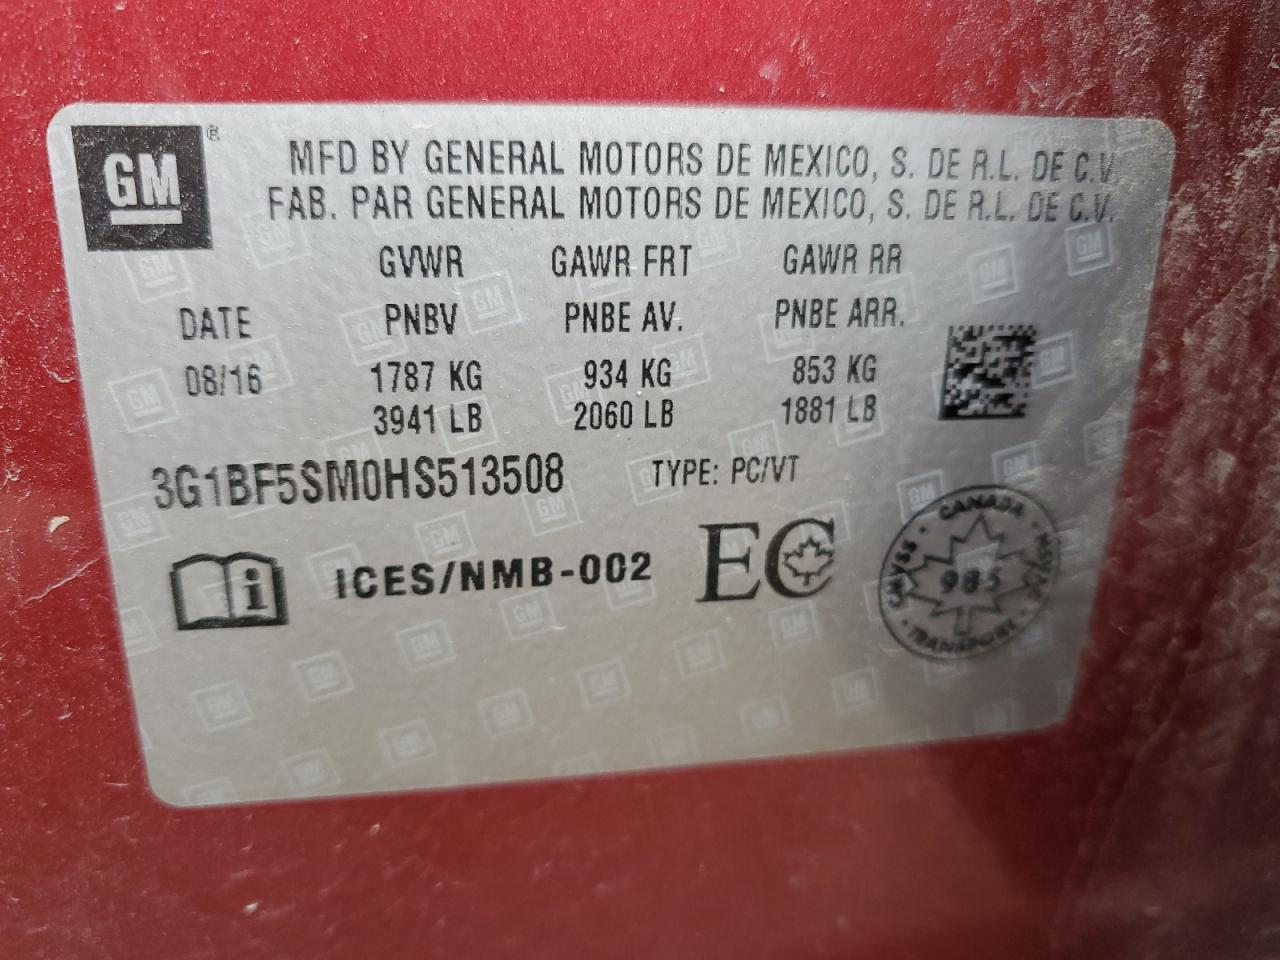 GM ®
MFD BY GENERAL MOTORS DE MEXICO, S. DE R.L. DE C.V.
FAB. PAR GENERAL MOTORS DE MEXICO, S. DE R.L. DE C.V.
GVWR GAWR FRT GAWR RR
DATE PNBV PNBE AV. PNBE ARR.
08/16 1787 KG 934 KG 853 KG
3941 LB 2060 LB 1881 LB
3G1BF5SM0HS513508 TYPE: PC/VT
i ICES/NMB-002 EC
CANADA
CMVSS 985 NSVAC
TRANSPORT